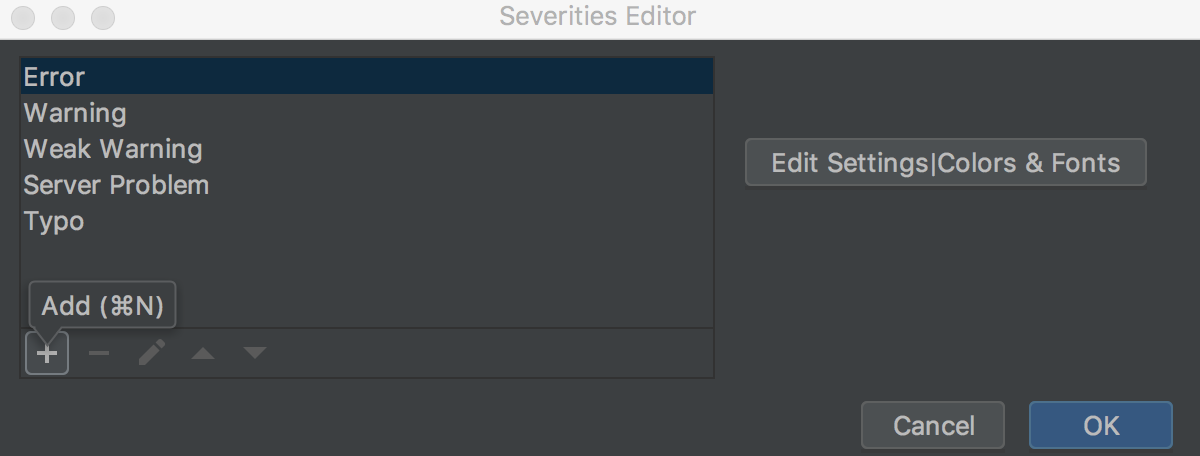 Severities Editor
Error
Warning
Weak Warning
Server Problem
Typo
Edit Settings|Colors & Fonts
Add (⌘N)
Cancel
OK